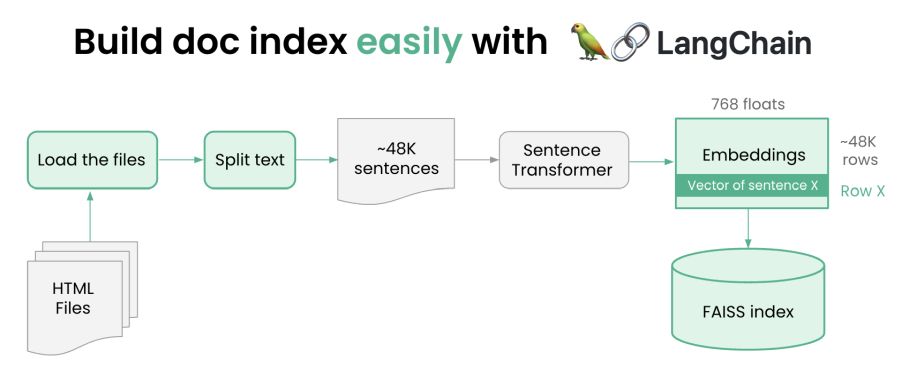 Build doc index easily with LangChain
768 floats
Load the files
Split text
~48K
sentences
Sentence
Transformer
Embeddings
Vector of sentence X
~48K
rows
Row X
HTML
Files
FAISS index